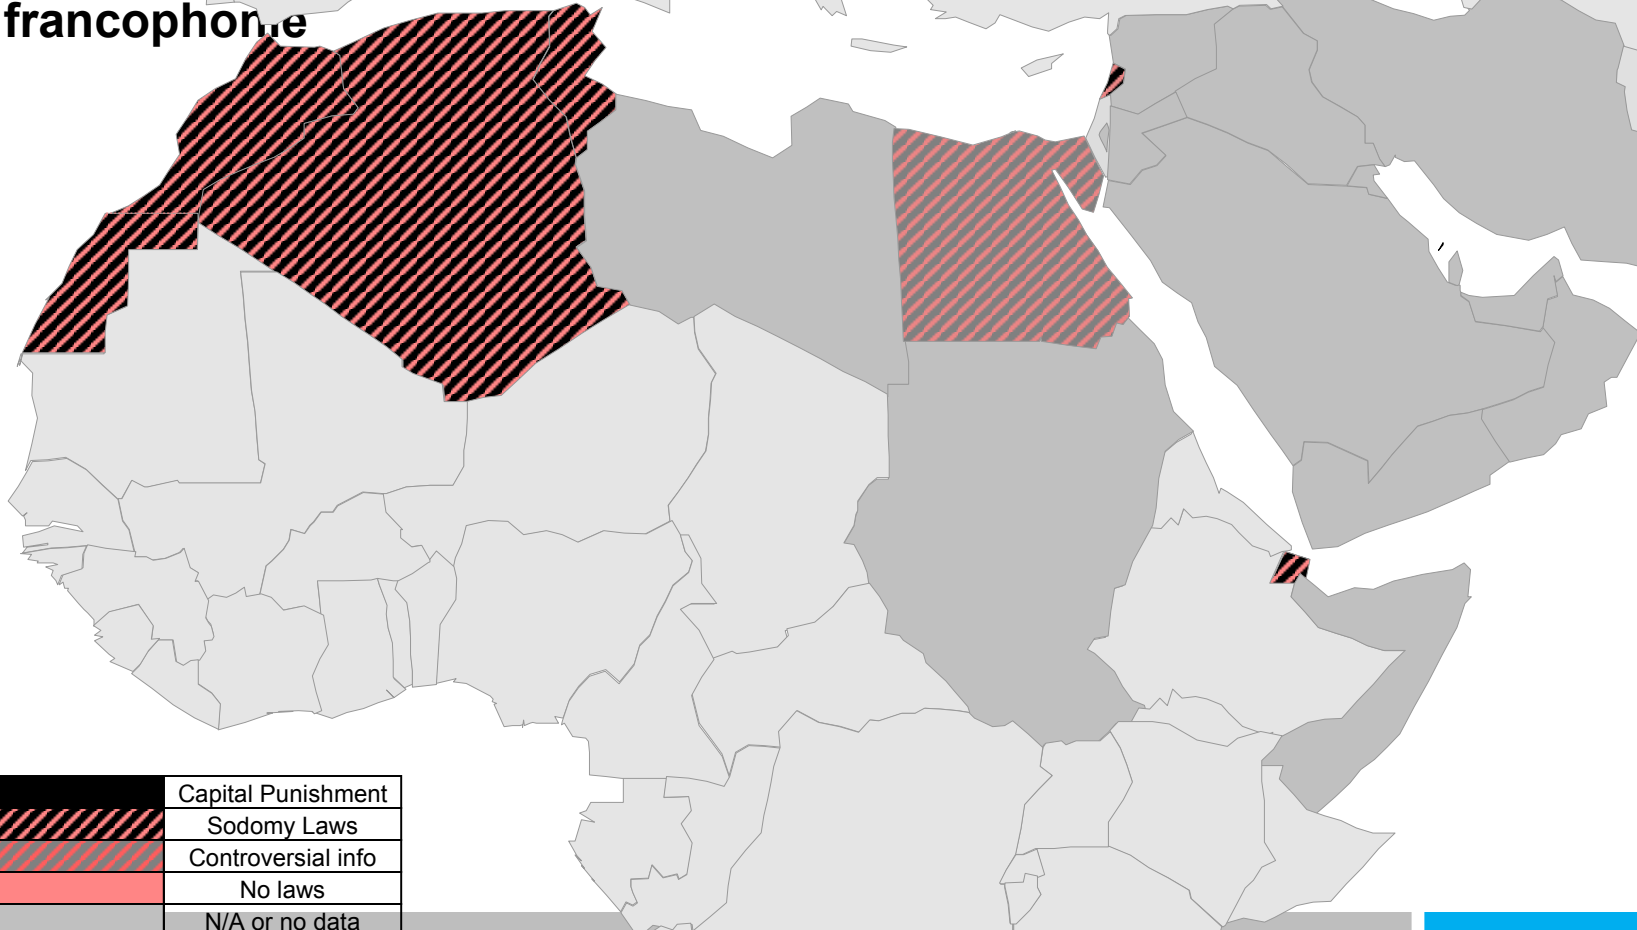 francophone
Capital Punishment
Sodomy Laws
Controversial info
No laws
N/A or no data